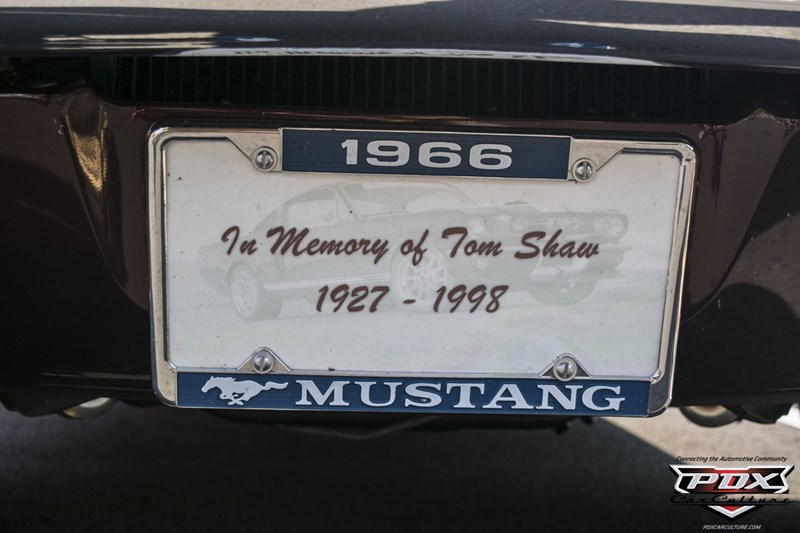 1966
In Memory of Tom Shaw
1927 - 1998
MUSTANG
Connecting the Automotive Community
PDX
CarCulture
PDXCARCULTURE.COM